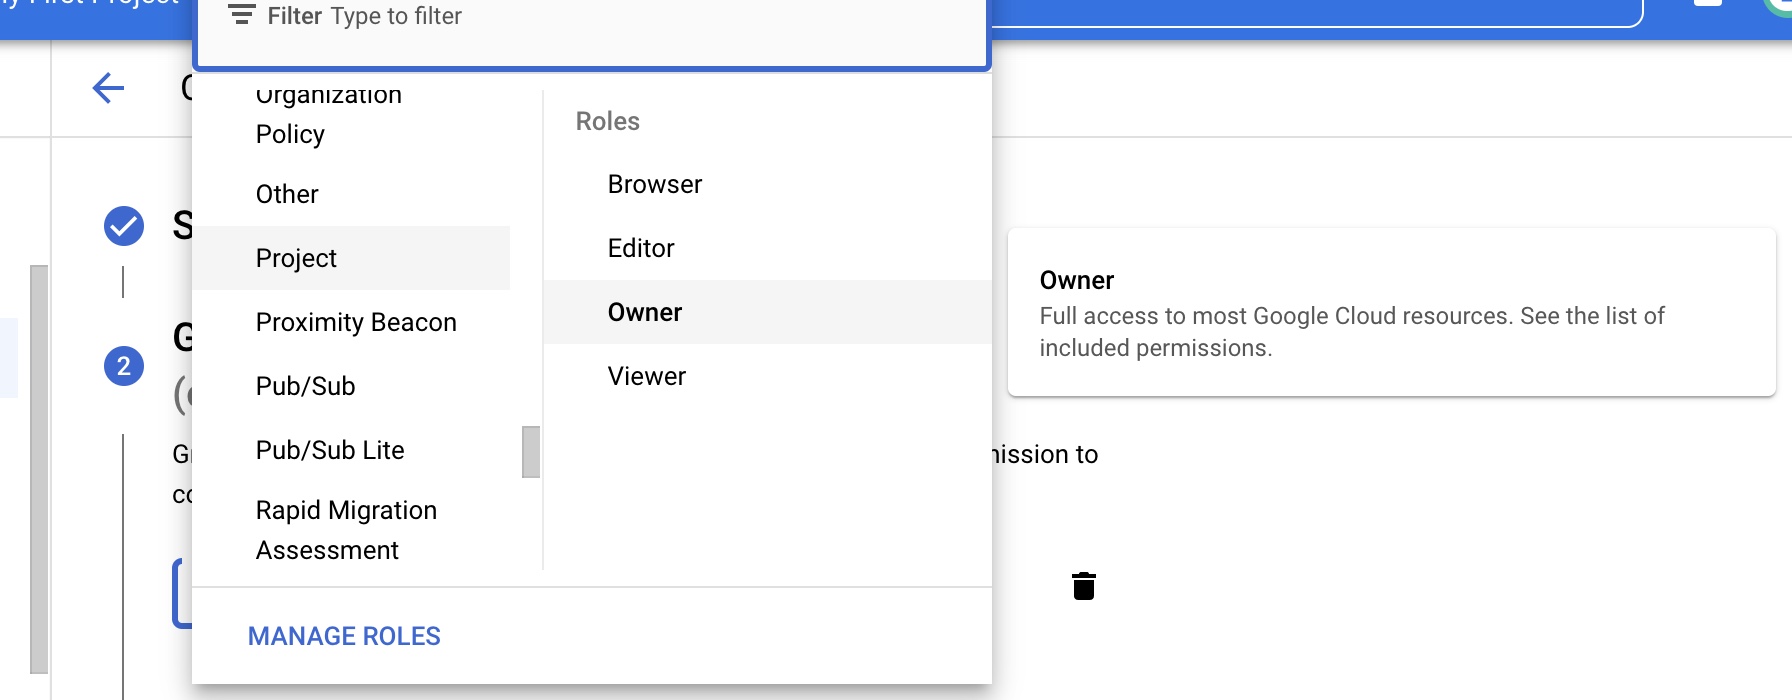 My First Project
Filter Type to filter
Organization
Policy
Other
Project
Proximity Beacon
Pub/Sub
Pub/Sub Lite
Rapid Migration
Assessment
Roles
Browser
Editor
Owner
Viewer
MANAGE ROLES
Owner
Full access to most Google Cloud resources. See the list of
included permissions.
2
to